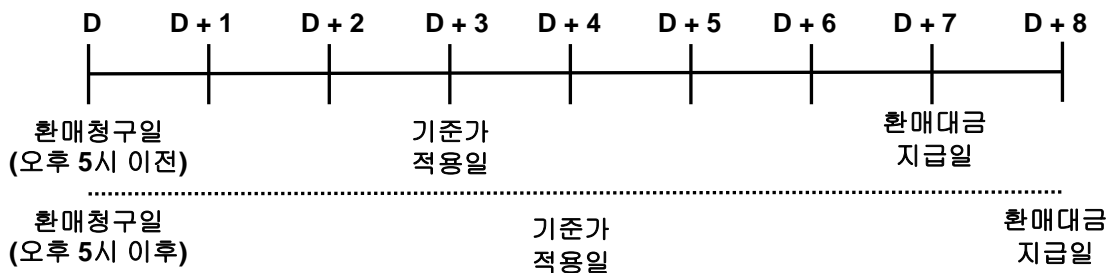 D D + 1 D + 2 D + 3 D + 4 D + 5 D + 6 D + 7 D + 8
환매청구일
(오후 5시 이전)
기준가
적용일
환매대금
지급일
환매청구일
(오후 5시 이후)
기준가
적용일
환매대금
지급일